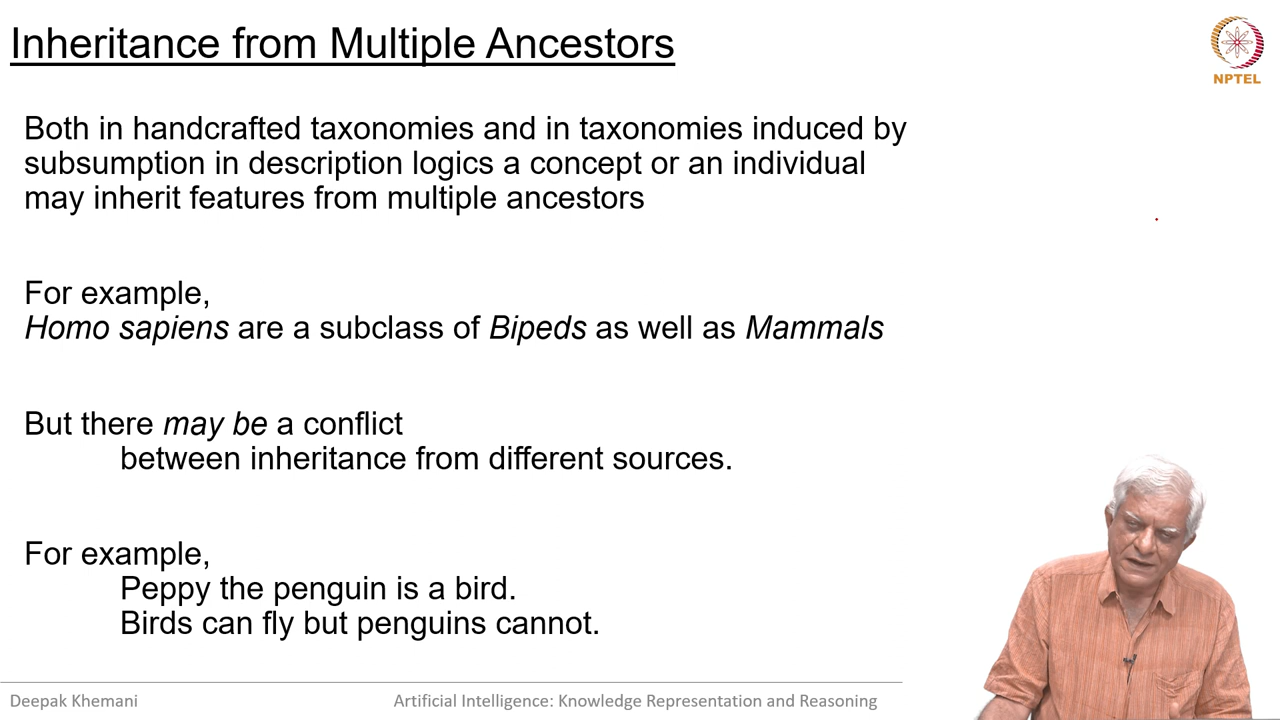 Inheritance from Multiple Ancestors
NPTEL
Both in handcrafted taxonomies and in taxonomies induced by
subsumption in description logics a concept or an individual
may inherit features from multiple ancestors
For example,
Homo sapiens are a subclass of Bipeds as well as Mammals
But there may be a conflict
between inheritance from different sources.
For example,
Peppy the penguin is a bird.
Birds can fly but penguins cannot.
Deepak Khemani
Artificial Intelligence: Knowledge Representation and Reasoning